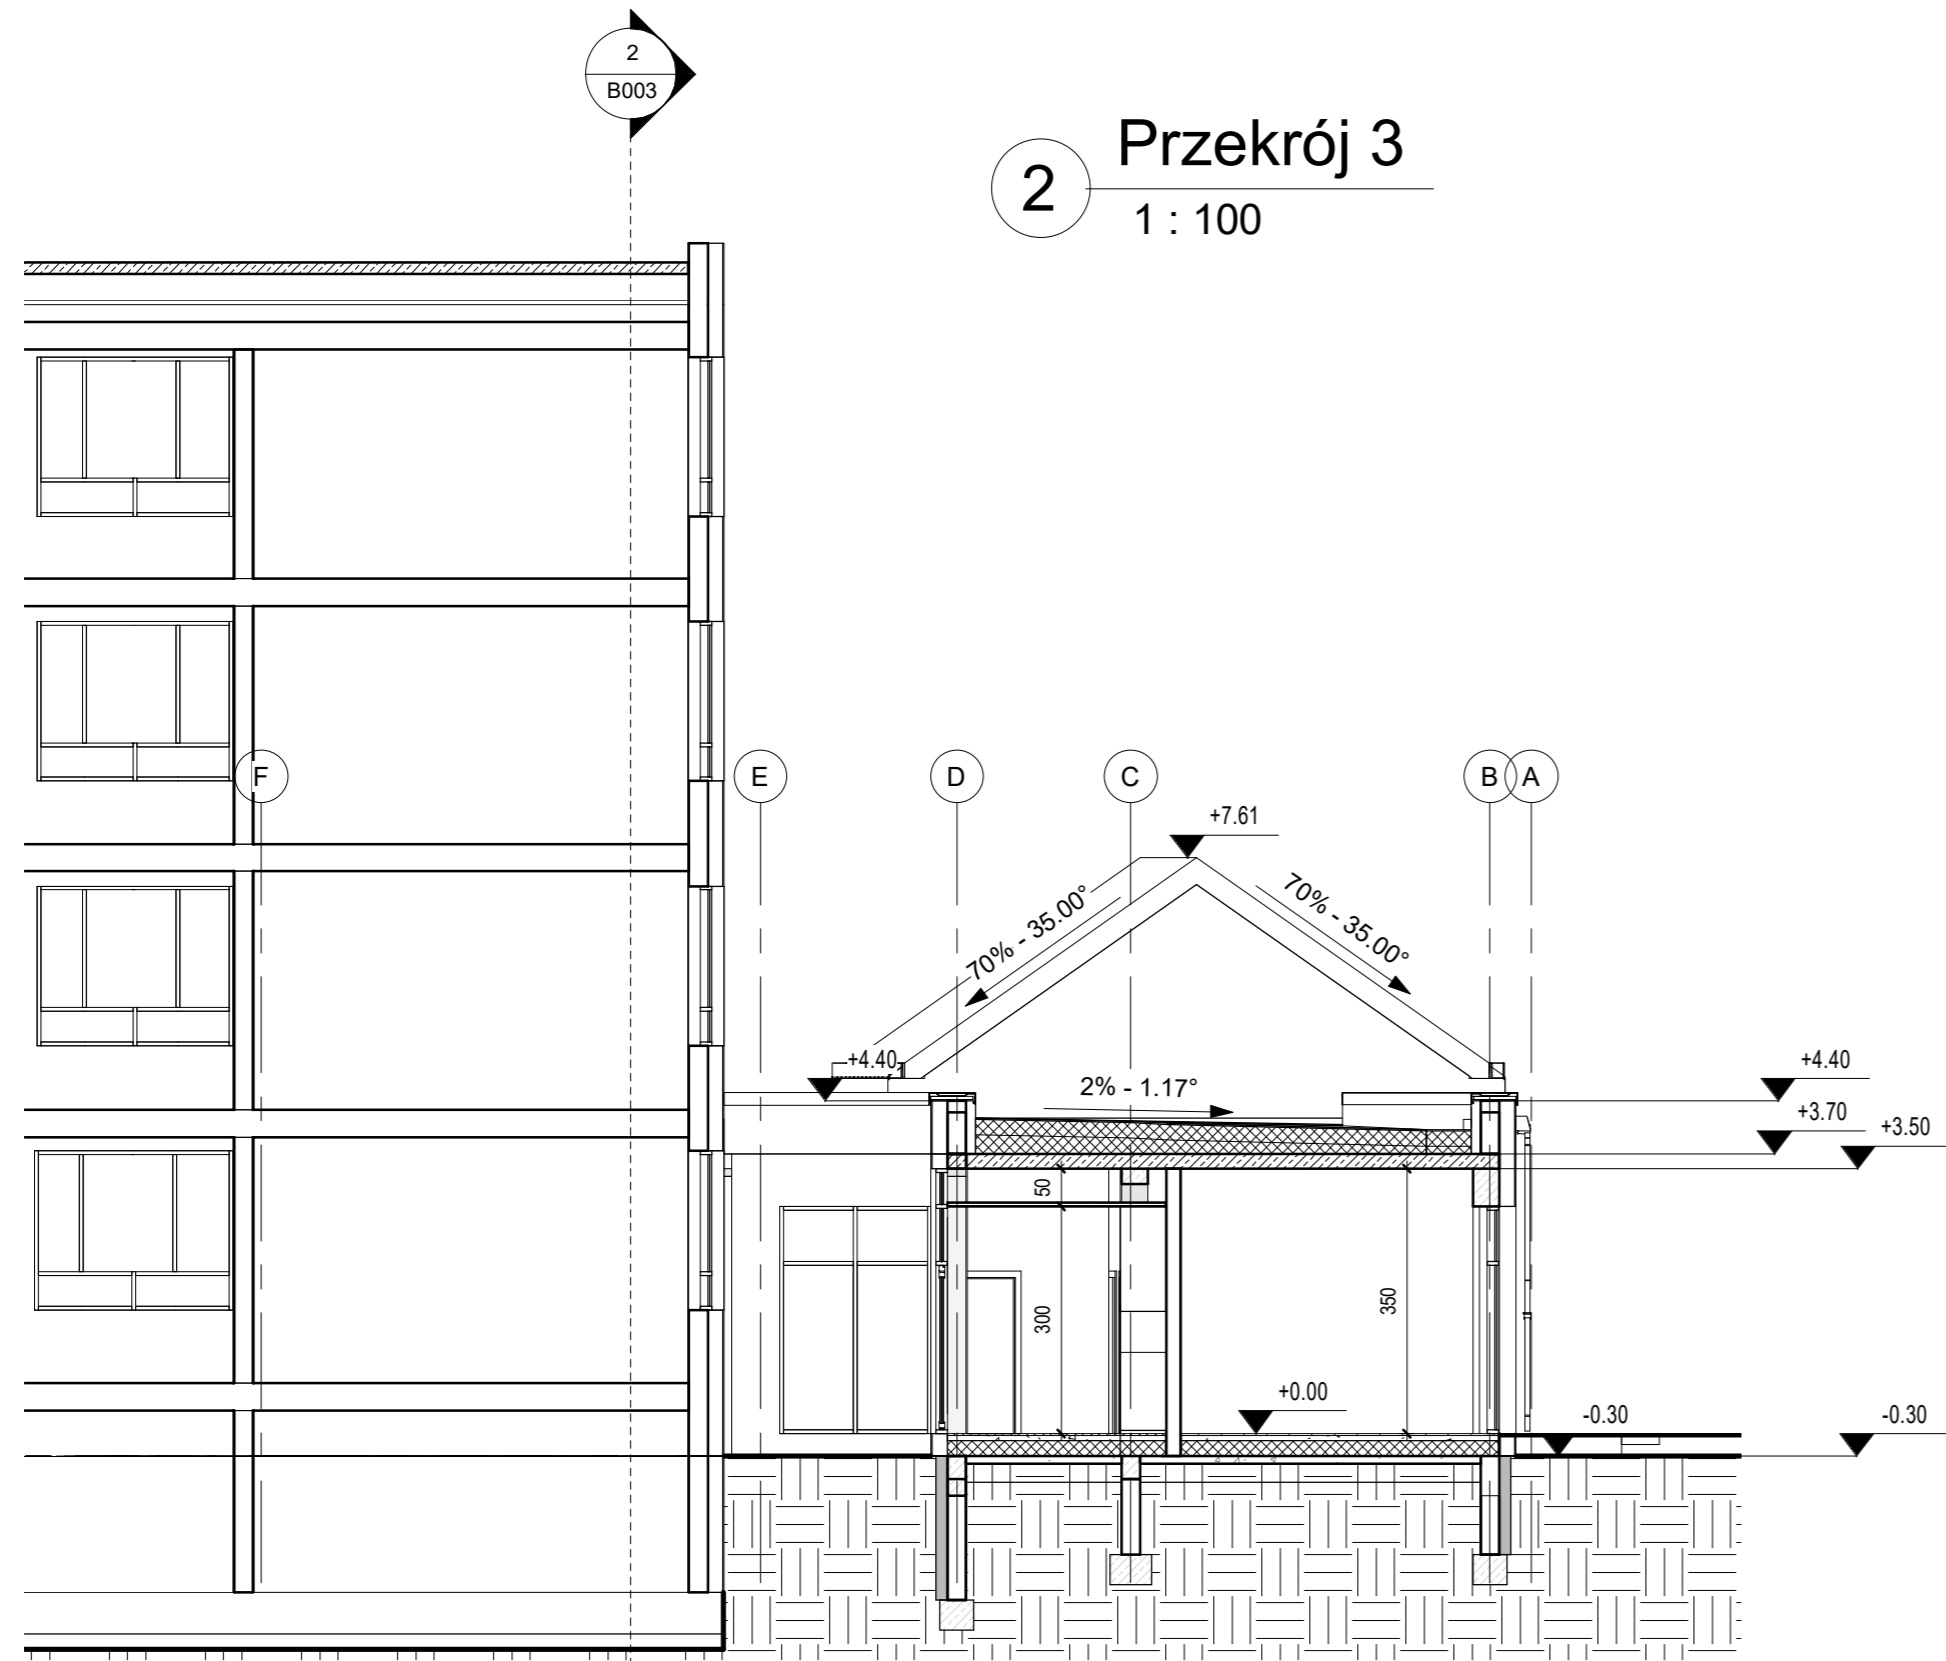 2
B003
Przekrój 3
2
1 : 100
F
E
D
C
B
A
+7.61
70% - 35.00°
70% - 35.00°
+4.40
2% - 1.17°
+4.40
+3.70
+3.50
50
300
350
+0.00
-0.30
-0.30